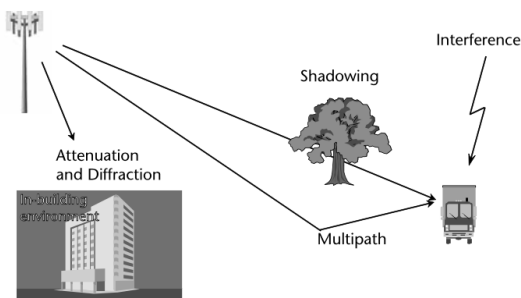 Interference
Shadowing
Attenuation
and Diffraction
In-building
environment
Multipath